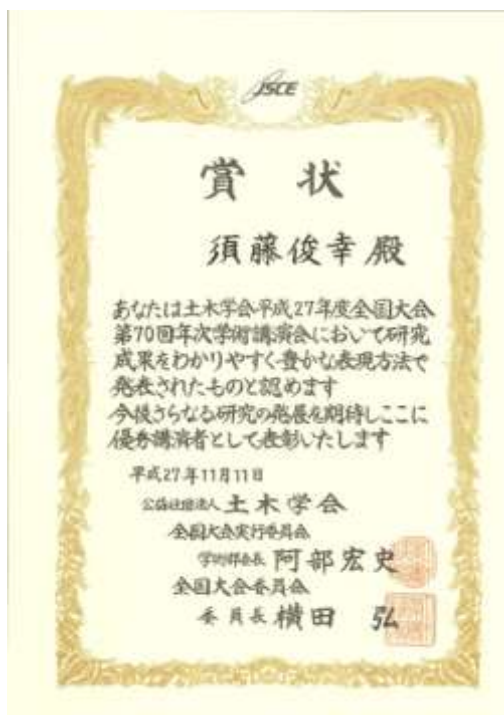 JSCE
賞 状
須藤俊幸 殿
あなたは土木学会平成27年度全国大会
第70回年次学術講演会において研究
成果をわかりやすく豊かな表現方法で
発表されたものと認めます
今後さらなる研究の発展を期待しここに
優秀講演者として表彰いたします
平成27年11月11日
公益社団法人 土木学会
全国大会実行委員会
学術部会長 阿部宏史
全国大会委員会
委員長 横田 弘